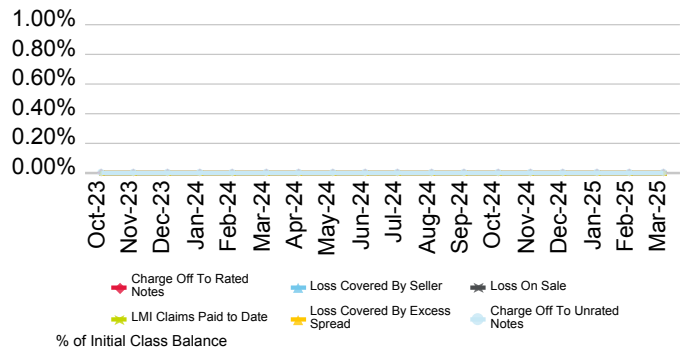 1.00%
0.80%
0.60%
0.40%
0.20%
0.00%
Oct-23
Nov-23
Dec-23
Jan-24
Feb-24
Mar-24
Apr-24
May-24
Jun-24
Jul-24
Aug-24
Sep-24
Oct-24
Nov-24
Dec-24
Jan-25
Feb-25
Mar-25
Charge Off To Rated
Notes
Loss Covered By Seller
Loss On Sale
LMI Claims Paid to Date
Loss Covered By Excess
Spread
Charge Off To Unrated
Notes
% of Initial Class Balance